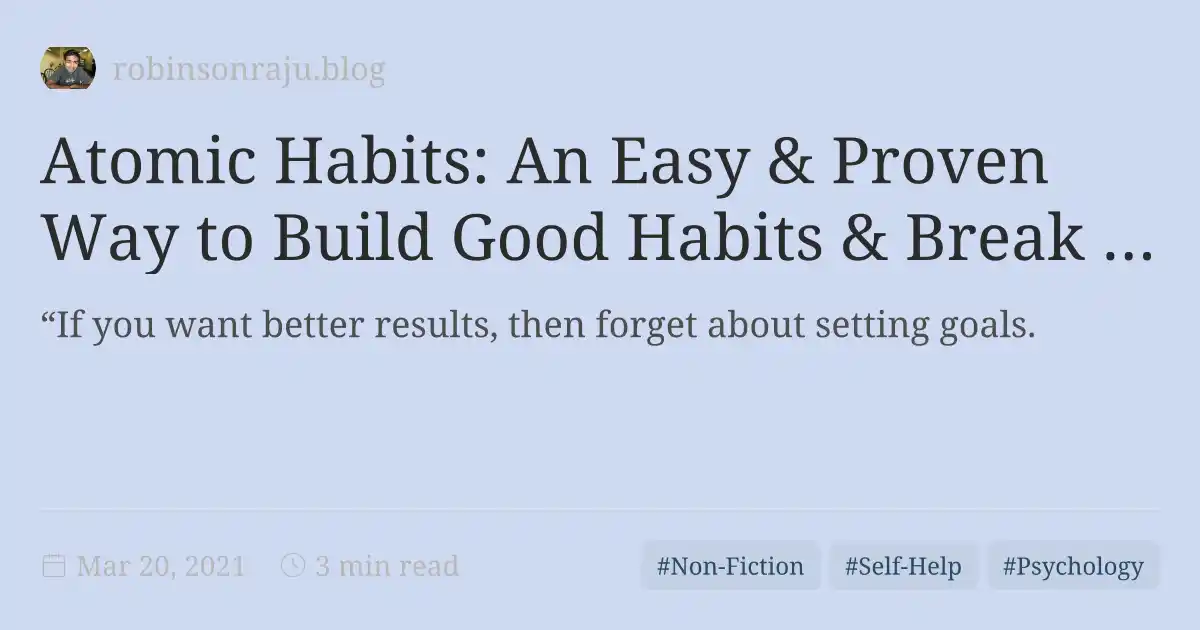 robinsonraju.blog
Atomic Habits: An Easy & Proven
Way to Build Good Habits & Break ...
“If you want better results, then forget about setting goals.
Mar 20, 2021
3 min read
#Non-Fiction
#Self-Help
#Psychology